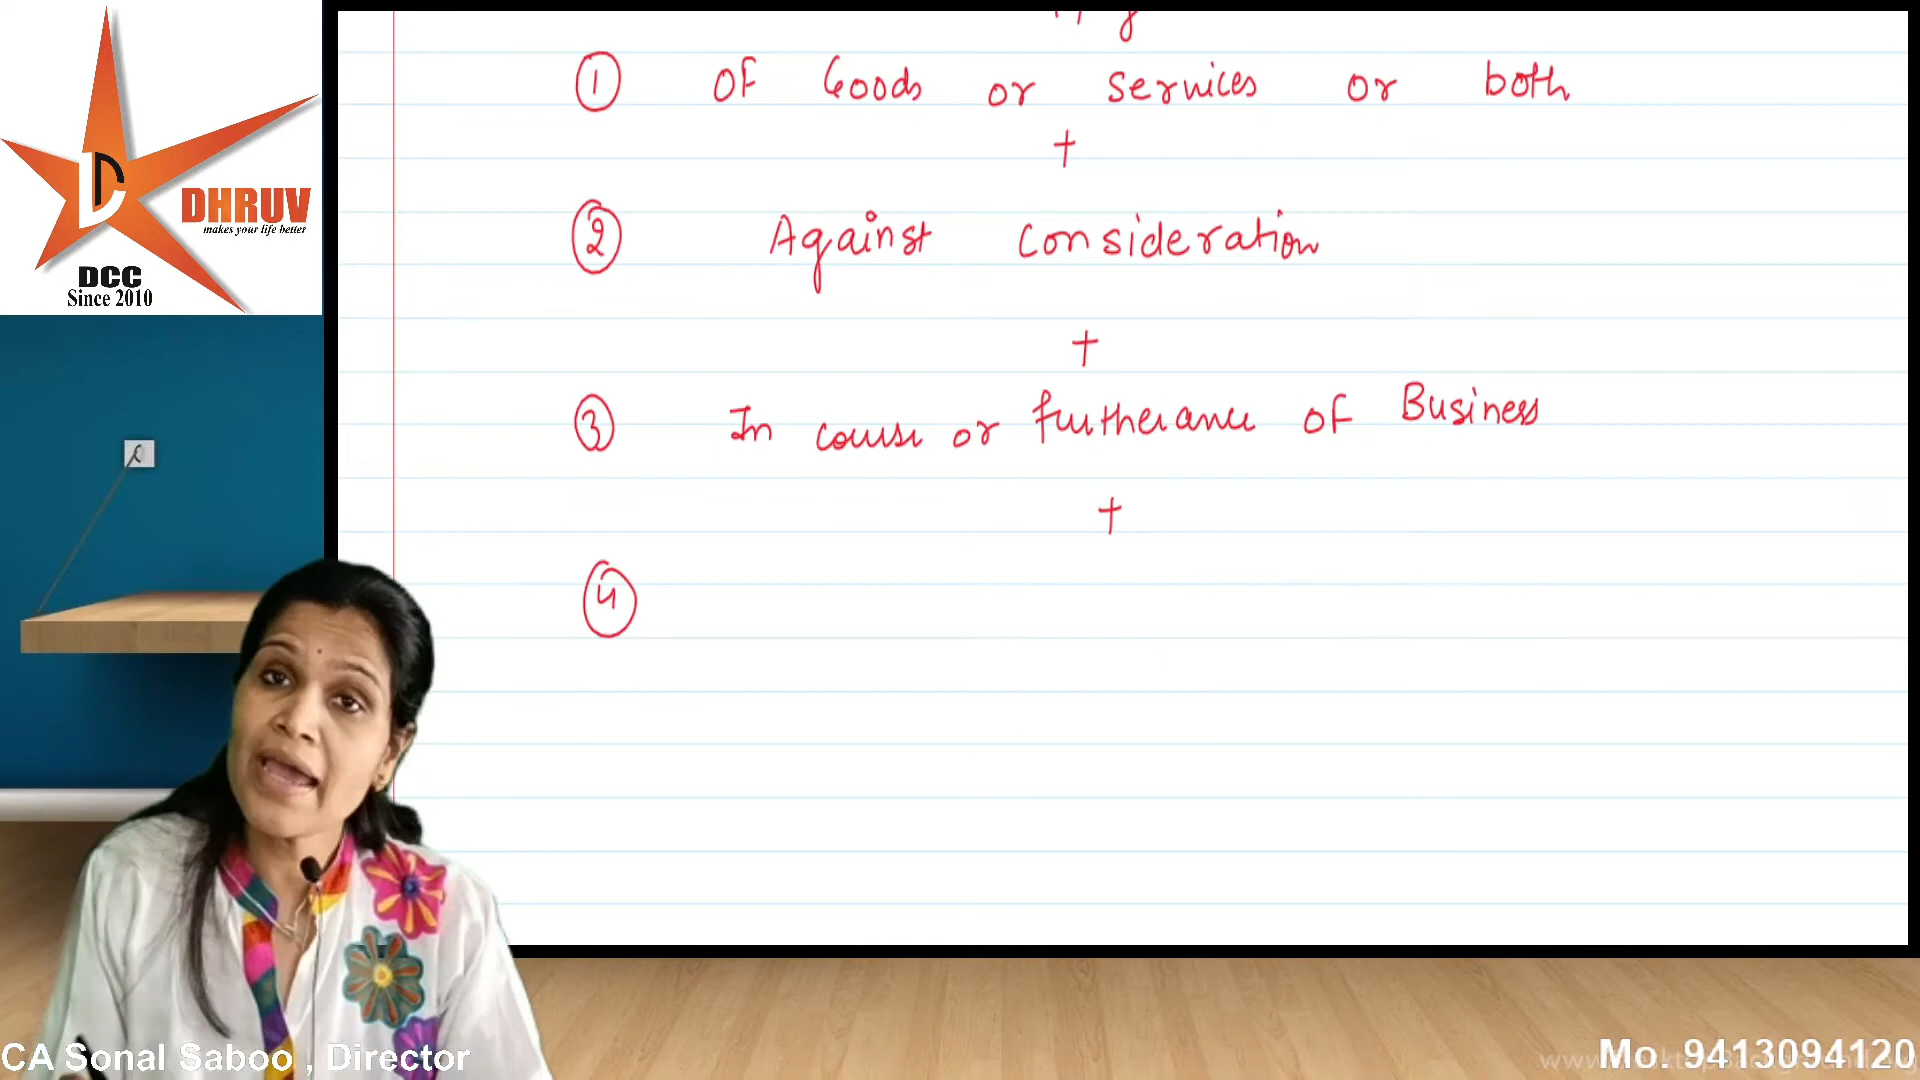 ① Of Goods or services or both
+
② Against Consideration
+
③ In course or furtherance of Business
+
④
DC
DHRUV
makes your life better
DCC
Since 2010
CA Sonal Saboo , Director
Mo. 9413094120